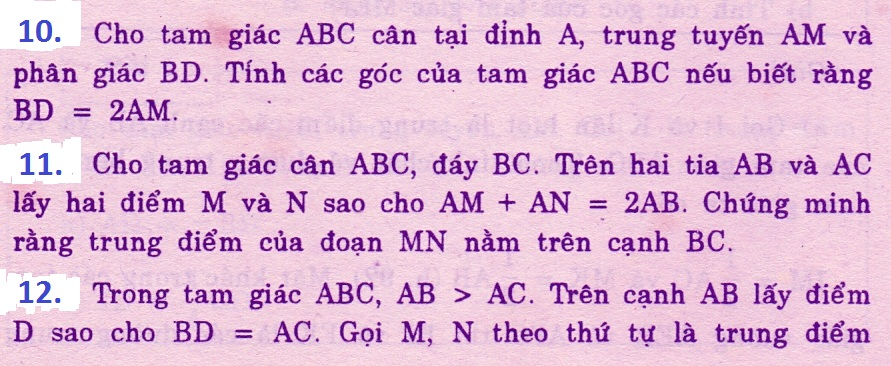 10. Cho tam giác ABC cân tại đỉnh A, trung tuyến AM và
phân giác BD. Tính các góc của tam giác ABC nếu biết rằng
BD = 2AM.
11. Cho tam giác cân ABC, đáy BC. Trên hai tia AB và AC
lấy hai điểm M và N sao cho AM + AN = 2AB. Chứng minh
rằng trung điểm của đoạn MN nằm trên cạnh BC.
12. Trong tam giác ABC, AB > AC. Trên cạnh AB lấy điểm
D sao cho BD = AC. Gọi M, N theo thứ tự là trung điểm